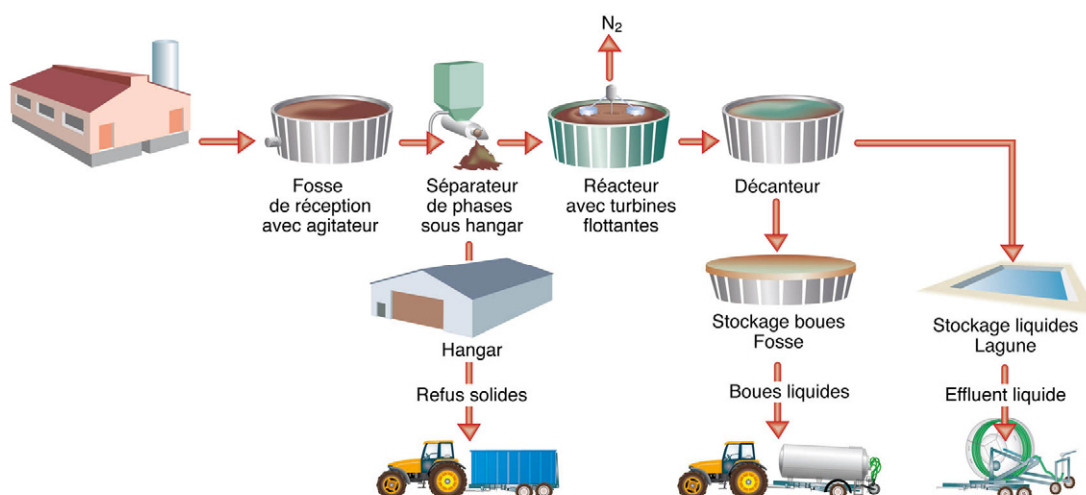 N₂
Fosse
de réception
avec agitateur
Séparateur
de phases
sous hangar
Réacteur
avec turbines
flottantes
Décanteur
Hangar
Stockage boues
Fosse
Stockage liquides
Lagune
Refus solides
Boues liquides
Effluent liquide